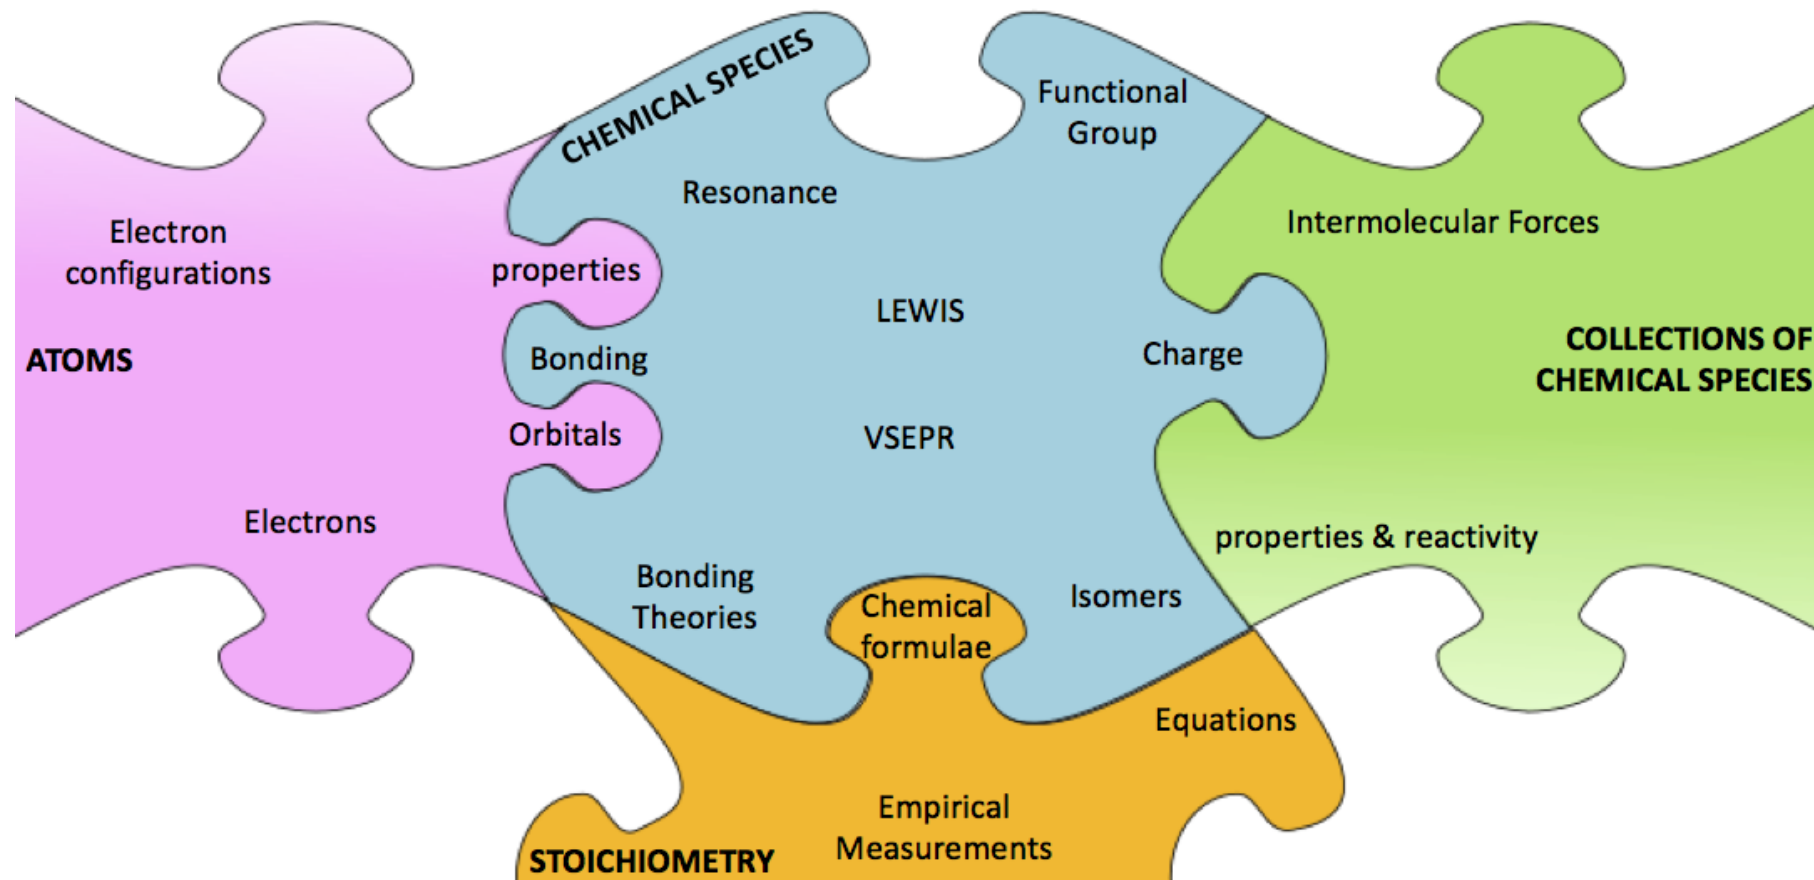 CHEMICAL SPECIES
Functional
Group
Resonance
Electron
configurations
properties
Intermolecular Forces
LEWIS
ATOMS
Bonding
Charge
COLLECTIONS OF
CHEMICAL SPECIES
Orbitals
VSEPR
Electrons
properties & reactivity
Bonding
Theories
Chemical
formulae
Isomers
Equations
Empirical
Measurements
STOICHIOMETRY